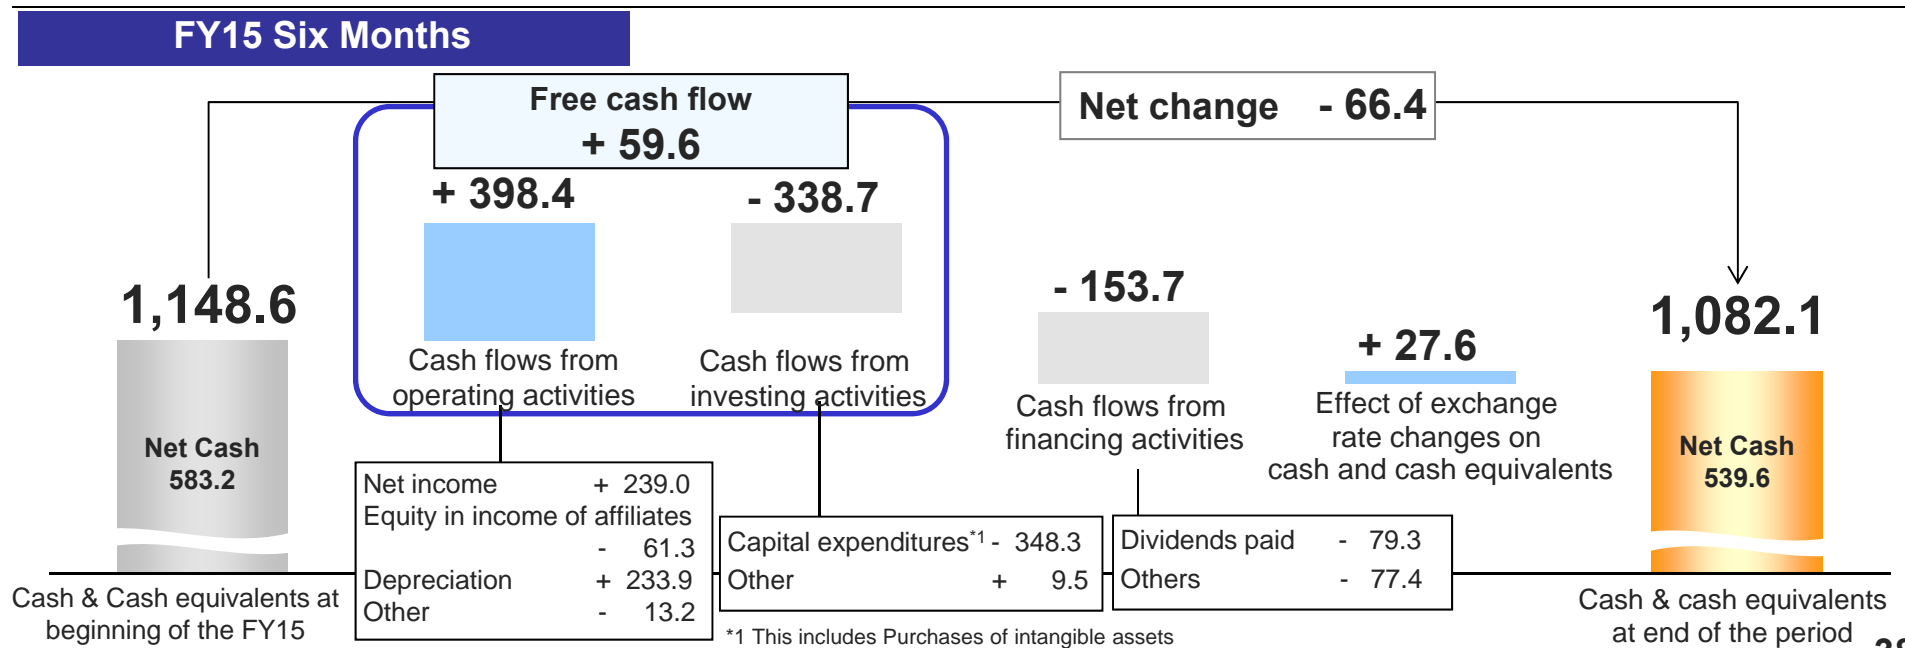 FY15 Six Months
Free cash flow
+ 59.6
Net change - 66.4
+ 398.4
- 338.7
1,148.6
- 153.7
+ 27.6
1,082.1
Cash flows from
operating activities
Cash flows from
investing activities
Cash flows from
financing activities
Effect of exchange
rate changes on
cash and cash equivalents
Net Cash
583.2
Net Cash
539.6
Net income + 239.0
Equity in income of affiliates
- 61.3
Depreciation + 233.9
Other - 13.2
Capital expenditures*1 - 348.3
Other + 9.5
Dividends paid - 79.3
Others - 77.4
Cash & Cash equivalents at
beginning of the FY15
*1 This includes Purchases of intangible assets
Cash & cash equivalents
at end of the period